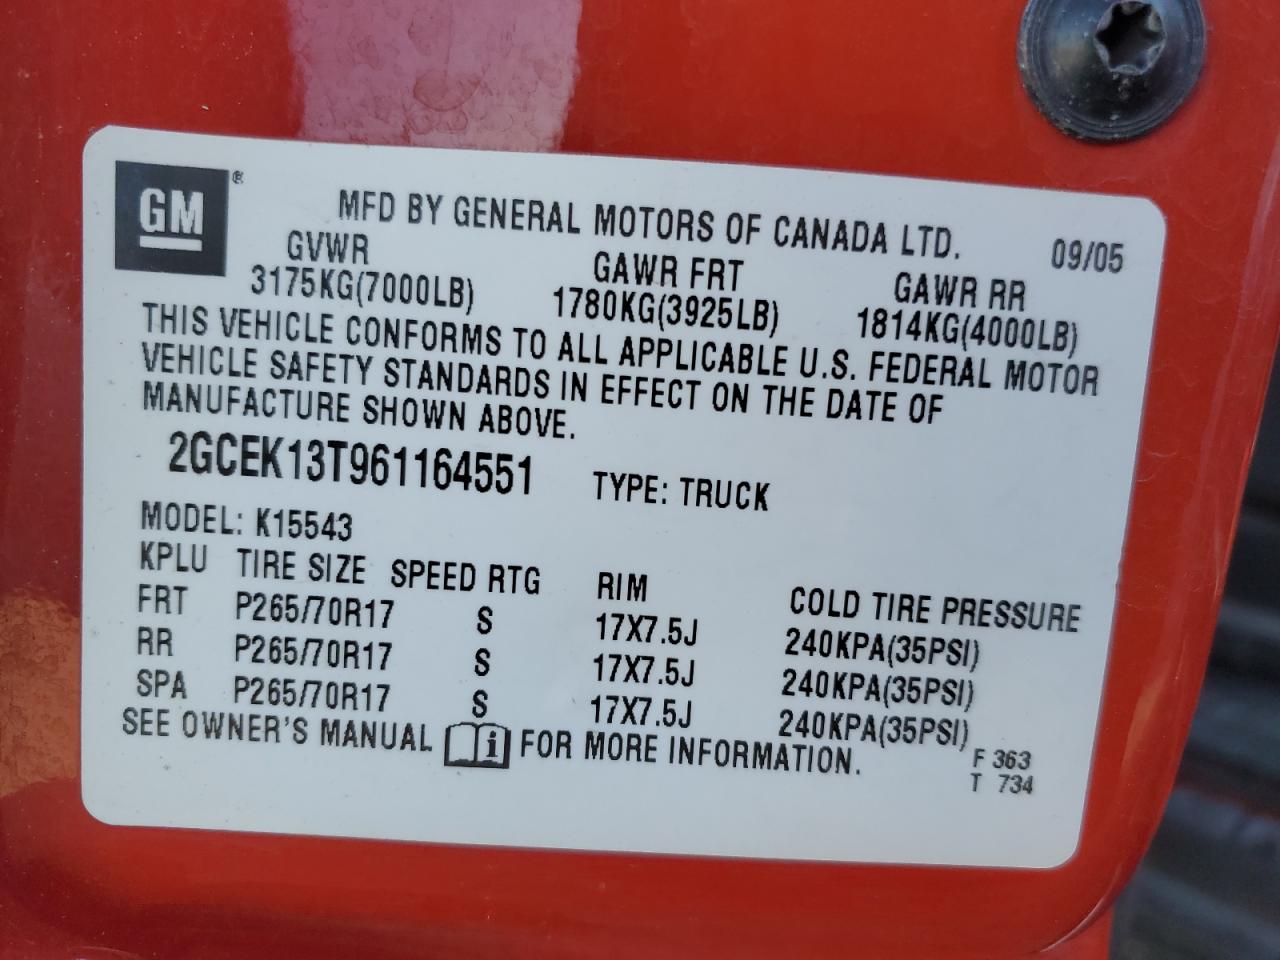 GM®
MFD BY GENERAL MOTORS OF CANADA LTD. 09/05
GVWR GAWR FRT GAWR RR
3175KG(7000LB) 1780KG(3925LB) 1814KG(4000LB)
THIS VEHICLE CONFORMS TO ALL APPLICABLE U.S. FEDERAL MOTOR
VEHICLE SAFETY STANDARDS IN EFFECT ON THE DATE OF
MANUFACTURE SHOWN ABOVE.
2GCEK13T961164551 TYPE: TRUCK
MODEL: K15543
KPLU TIRE SIZE SPEED RTG RIM COLD TIRE PRESSURE
FRT P265/70R17 S 17X7.5J 240KPA(35PSI)
RR P265/70R17 S 17X7.5J 240KPA(35PSI)
SPA P265/70R17 S 17X7.5J 240KPA(35PSI)
SEE OWNER'S MANUAL i FOR MORE INFORMATION.
F 363
T 734